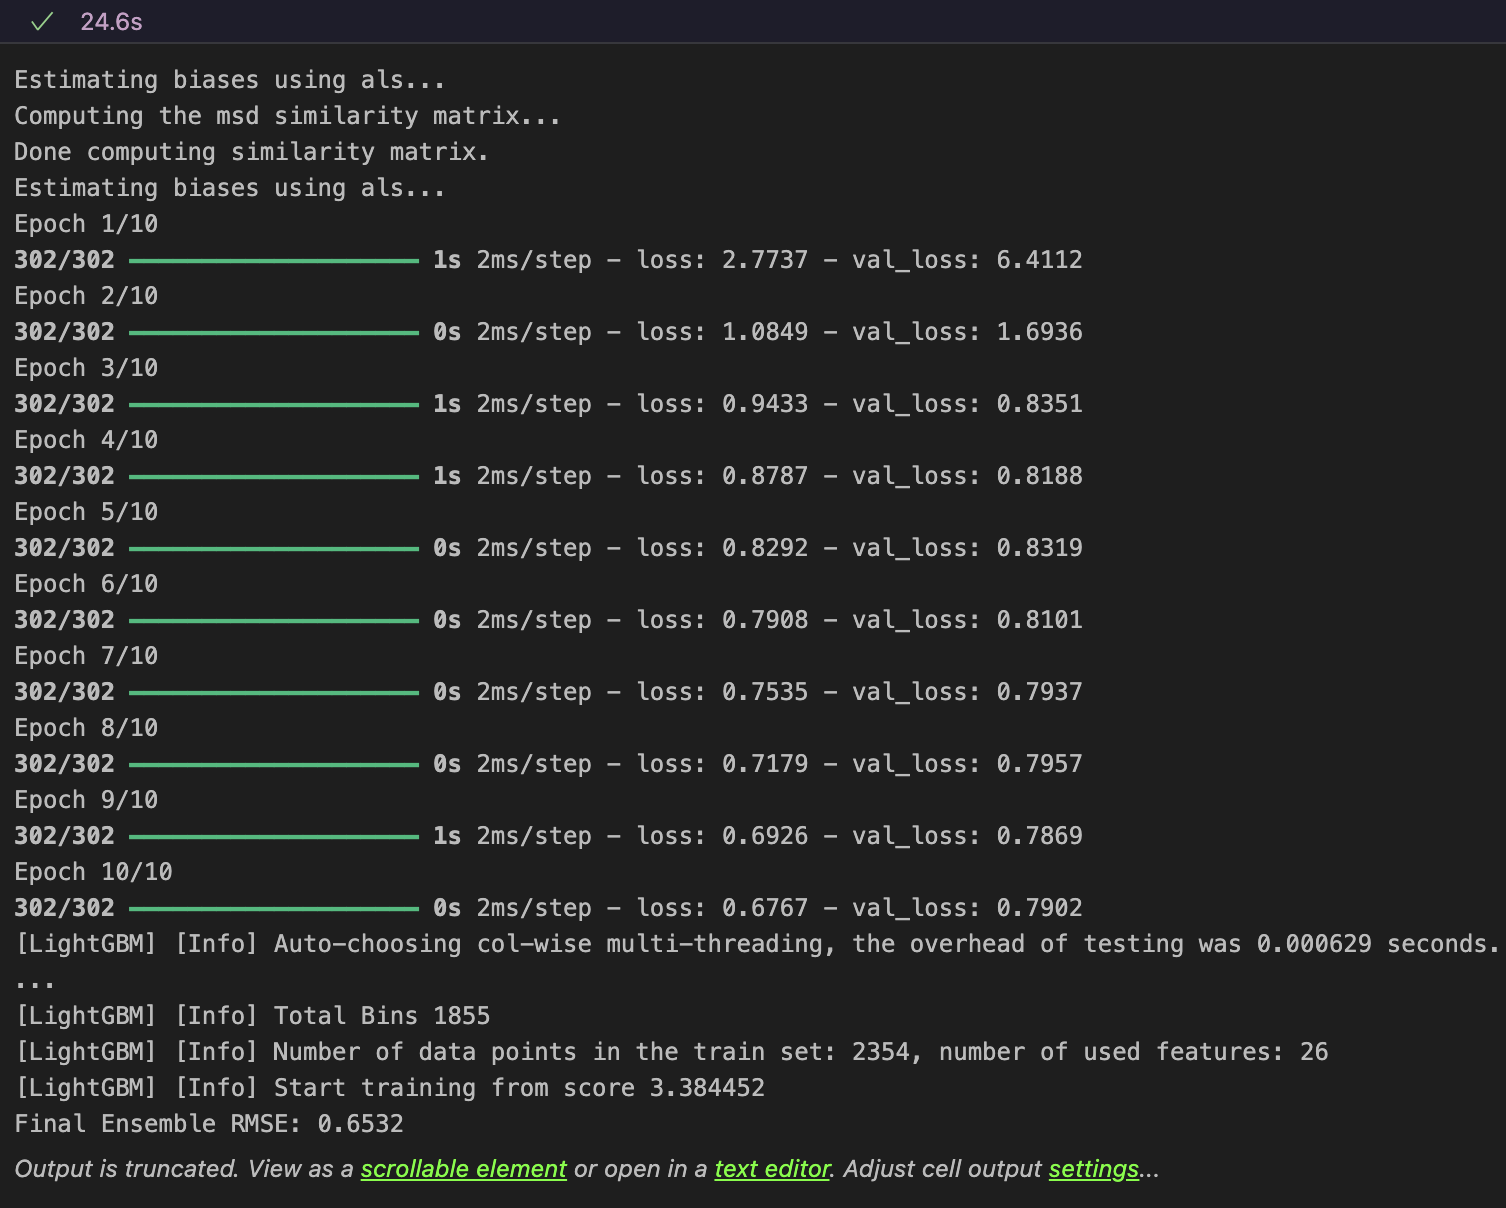 ✓ 24.6s
Estimating biases using als...
Computing the msd similarity matrix...
Done computing similarity matrix.
Estimating biases using als...
Epoch 1/10
302/302 ━━━━━━━━━━━━━━━━━━━━ 1s 2ms/step - loss: 2.7737 - val_loss: 6.4112
Epoch 2/10
302/302 ━━━━━━━━━━━━━━━━━━━━ 0s 2ms/step - loss: 1.0849 - val_loss: 1.6936
Epoch 3/10
302/302 ━━━━━━━━━━━━━━━━━━━━ 1s 2ms/step - loss: 0.9433 - val_loss: 0.8351
Epoch 4/10
302/302 ━━━━━━━━━━━━━━━━━━━━ 1s 2ms/step - loss: 0.8787 - val_loss: 0.8188
Epoch 5/10
302/302 ━━━━━━━━━━━━━━━━━━━━ 0s 2ms/step - loss: 0.8292 - val_loss: 0.8319
Epoch 6/10
302/302 ━━━━━━━━━━━━━━━━━━━━ 0s 2ms/step - loss: 0.7908 - val_loss: 0.8101
Epoch 7/10
302/302 ━━━━━━━━━━━━━━━━━━━━ 0s 2ms/step - loss: 0.7535 - val_loss: 0.7937
Epoch 8/10
302/302 ━━━━━━━━━━━━━━━━━━━━ 0s 2ms/step - loss: 0.7179 - val_loss: 0.7957
Epoch 9/10
302/302 ━━━━━━━━━━━━━━━━━━━━ 1s 2ms/step - loss: 0.6926 - val_loss: 0.7869
Epoch 10/10
302/302 ━━━━━━━━━━━━━━━━━━━━ 0s 2ms/step - loss: 0.6767 - val_loss: 0.7902
[LightGBM] [Info] Auto-choosing col-wise multi-threading, the overhead of testing was 0.000629 seconds.
...
[LightGBM] [Info] Total Bins 1855
[LightGBM] [Info] Number of data points in the train set: 2354, number of used features: 26
[LightGBM] [Info] Start training from score 3.384452
Final Ensemble RMSE: 0.6532
Output is truncated. View as a scrollable element or open in a text editor. Adjust cell output settings...